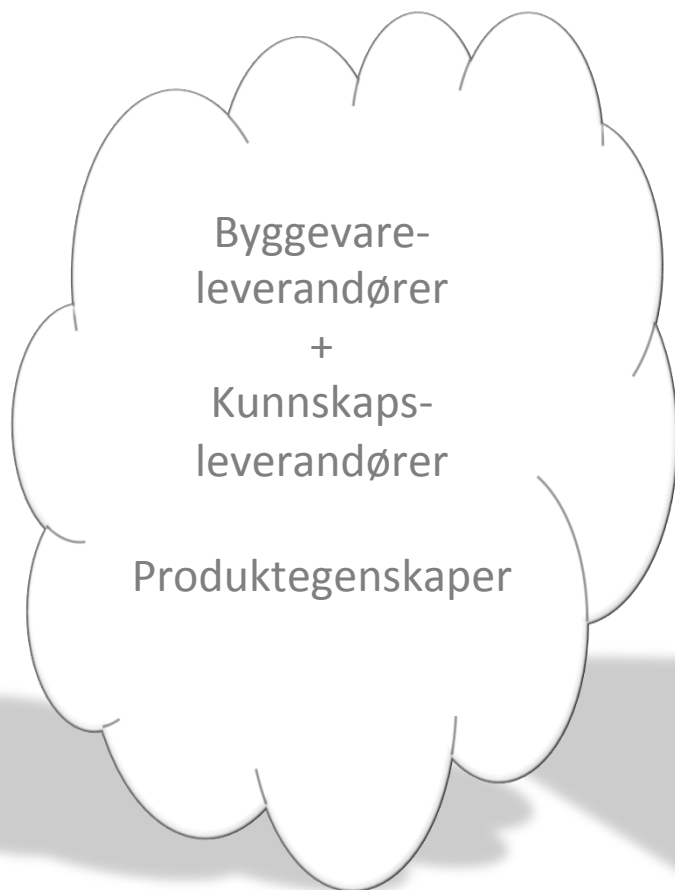 Byggevare-
leverandører
+
Kunnskaps-
leverandører
Produktegenskaper